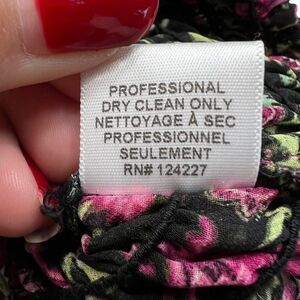 PROFESSIONAL
DRY CLEAN ONLY
NETTOYAGE À SEC
PROFESSIONNEL
SEULEMENT
RN# 124227